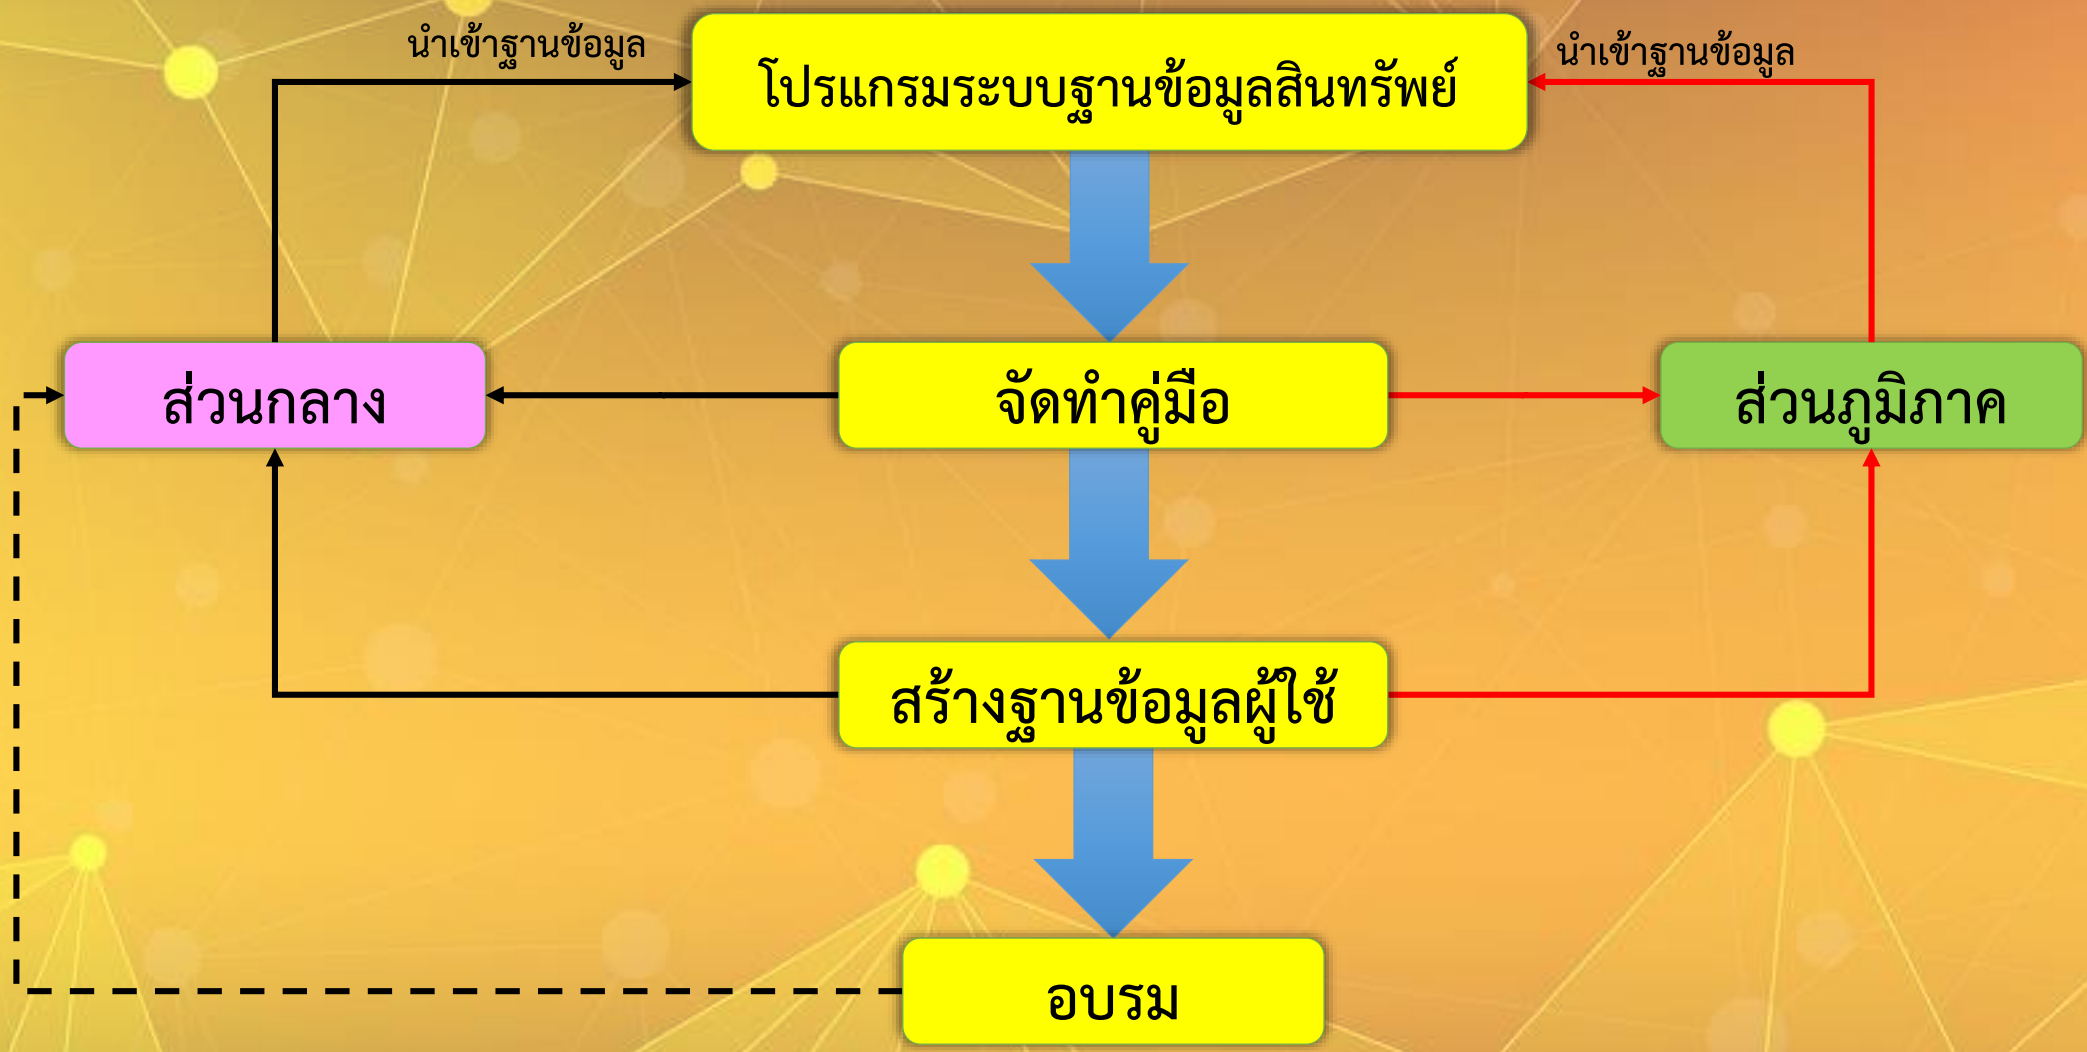 นำเข้าฐานข้อมูล
โปรแกรมระบบฐานข้อมูลสินทรัพย์
นำเข้าฐานข้อมูล
ส่วนกลาง
จัดทำคู่มือ
ส่วนภูมิภาค
สร้างฐานข้อมูลผู้ใช้
อบรม